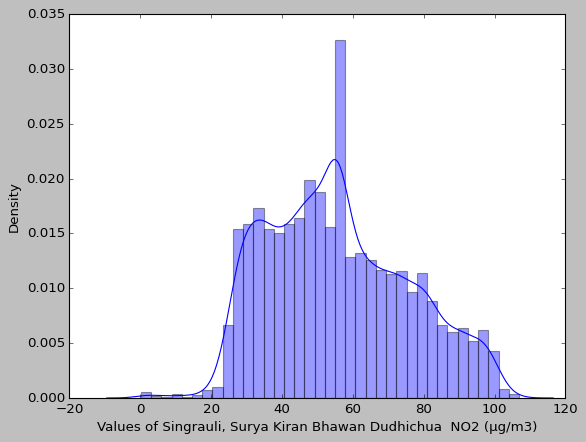 0.035
0.030
0.025
0.020
0.015
0.010
0.005
0.000
Density
−20 0 20 40 60 80 100 120
Values of Singrauli, Surya Kiran Bhawan Dudhichua  NO2 (µg/m3)